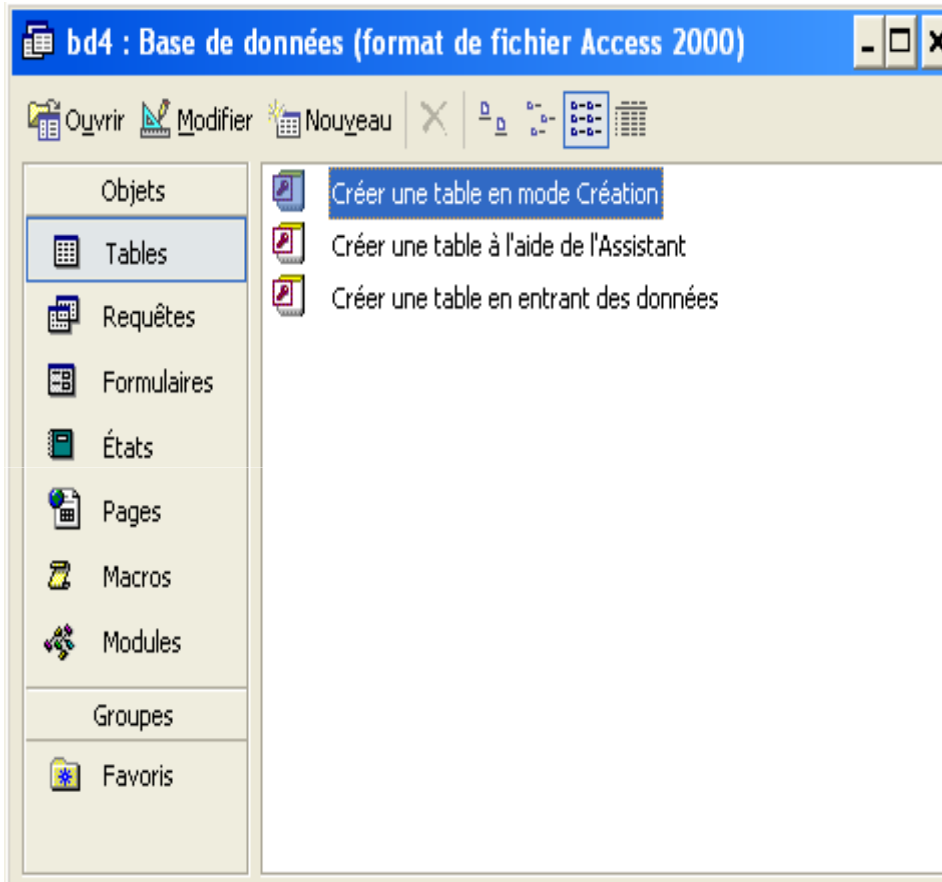 bd4 : Base de données (format de fichier Access 2000)
Ouvrir Modifier Nouveau
Objets
Tables
Requêtes
Formulaires
États
Pages
Macros
Modules
Groupes
Favoris
Créer une table en mode Création
Créer une table à l'aide de l'Assistant
Créer une table en entrant des données